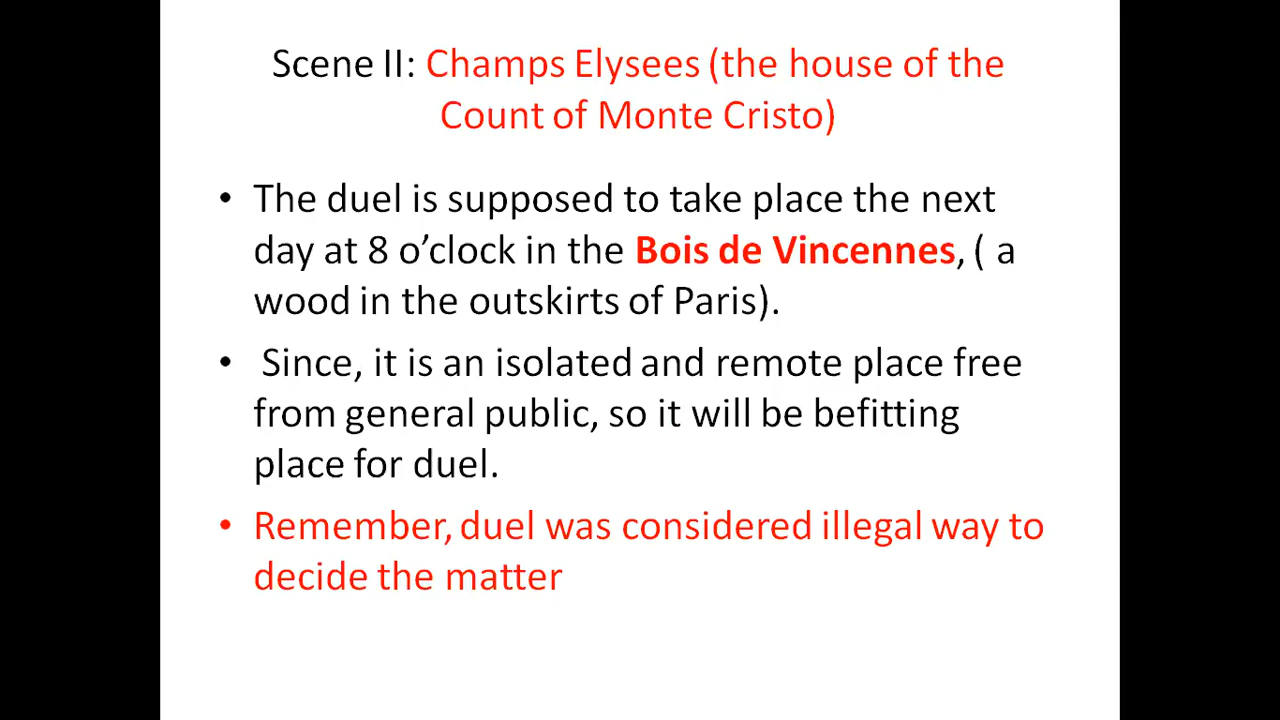 Scene II: Champs Elysees (the house of the
Count of Monte Cristo)
• The duel is supposed to take place the next
day at 8 o’clock in the Bois de Vincennes, ( a
wood in the outskirts of Paris).
• Since, it is an isolated and remote place free
from general public, so it will be befitting
place for duel.
• Remember, duel was considered illegal way to
decide the matter